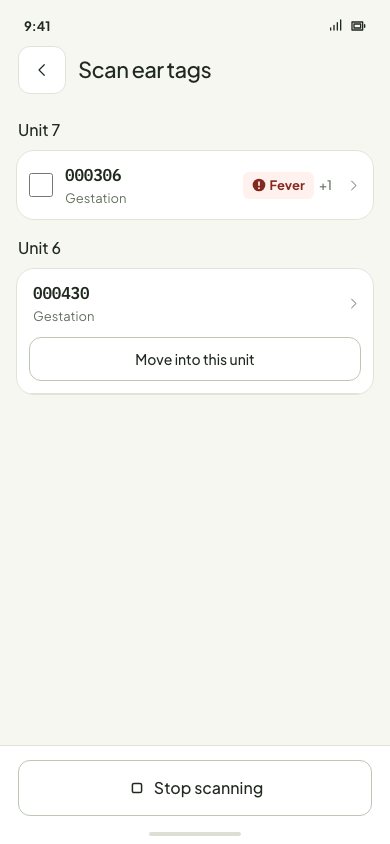 9:41
Scan ear tags
Unit 7
000306
Gestation
Fever +1
Unit 6
000430
Gestation
Move into this unit
Stop scanning